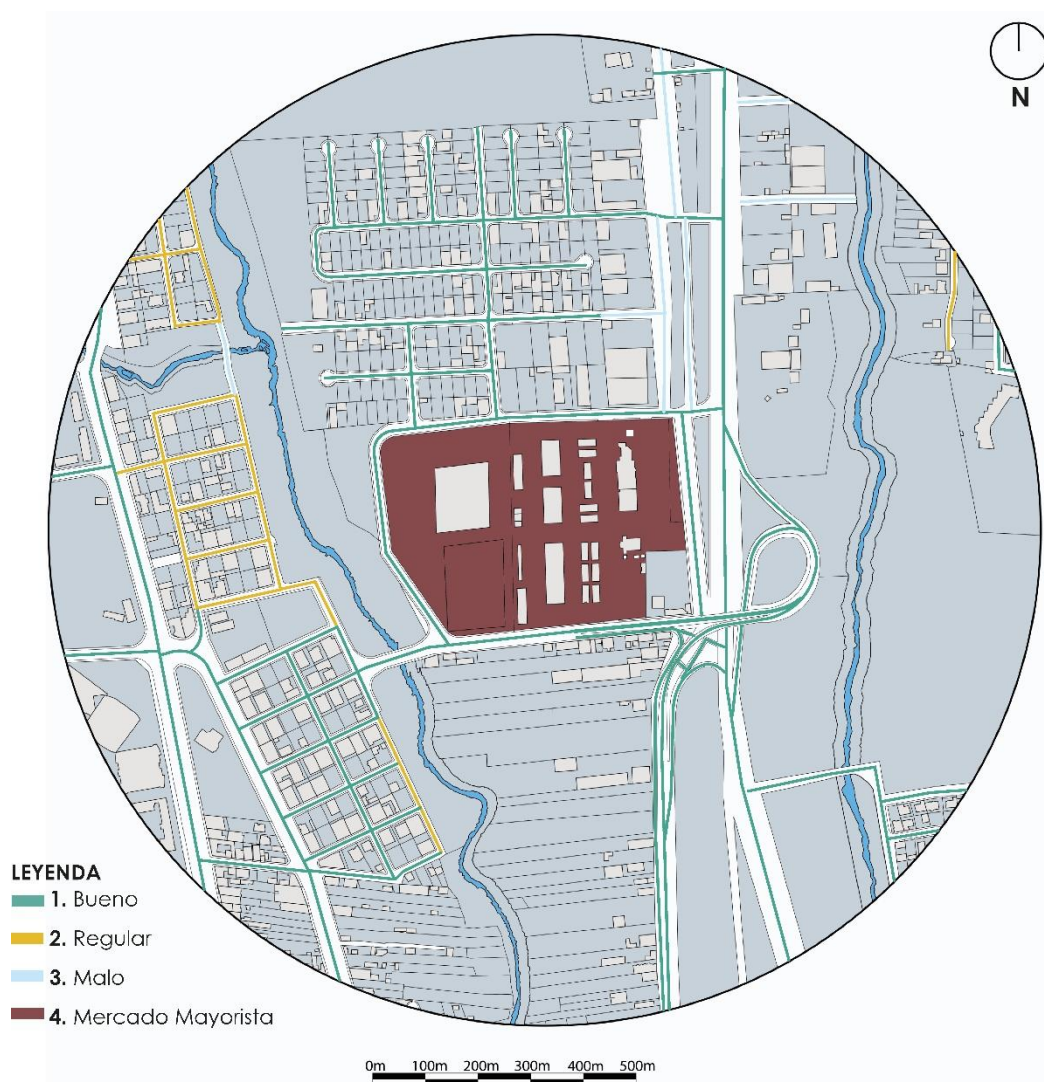 N
LEYENDA
1. Bueno
2. Regular
3. Malo
4. Mercado Mayorista
0m 100m 200m 300m 400m 500m